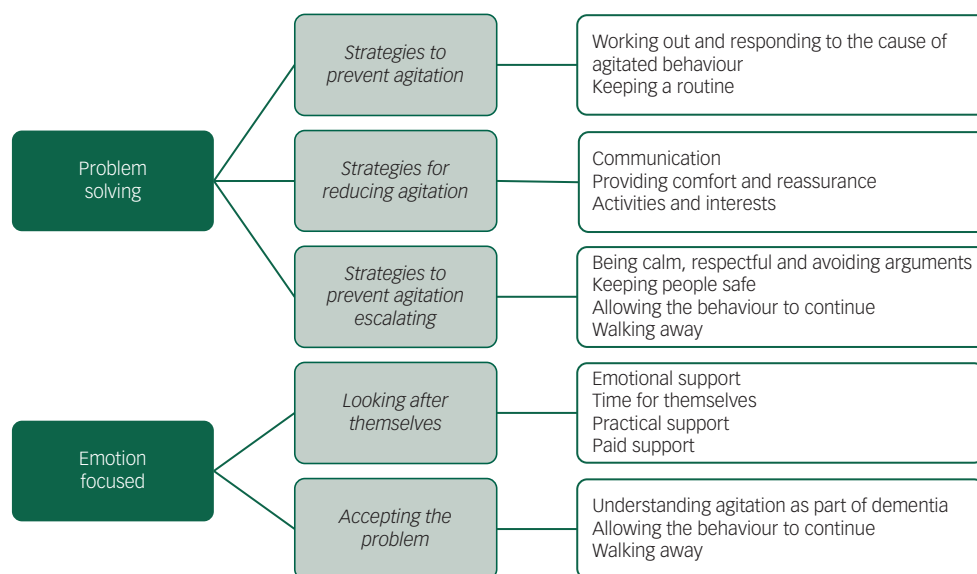 Problem
solving
Strategies to
prevent agitation
Working out and responding to the cause of
agitated behaviour
Keeping a routine
Strategies for
reducing agitation
Communication
Providing comfort and reassurance
Activities and interests
Strategies to
prevent agitation
escalating
Being calm, respectful and avoiding arguments
Keeping people safe
Allowing the behaviour to continue
Walking away
Emotion
focused
Looking after
themselves
Emotional support
Time for themselves
Practical support
Paid support
Accepting the
problem
Understanding agitation as part of dementia
Allowing the behaviour to continue
Walking away